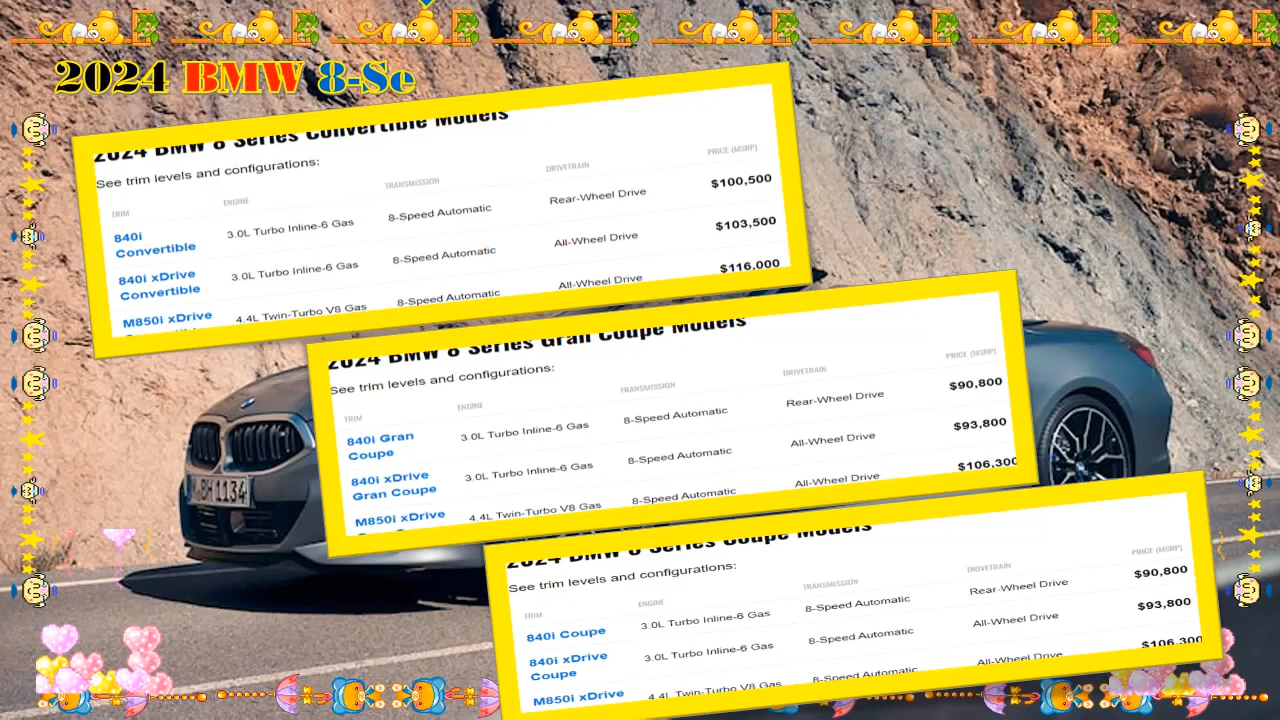 2024 BMW 8-Se
2024 BMW 8 Series Convertible Models
See trim levels and configurations:
TRIM ENGINE TRANSMISSION DRIVETRAIN PRICE (MSRP)
840i Convertible 3.0L Turbo Inline-6 Gas 8-Speed Automatic Rear-Wheel Drive $100,500
840i xDrive Convertible 3.0L Turbo Inline-6 Gas 8-Speed Automatic All-Wheel Drive $103,500
M850i xDrive 4.4L Twin-Turbo V8 Gas 8-Speed Automatic All-Wheel Drive $116,000
2024 BMW 8 Series Gran Coupe Models
See trim levels and configurations:
TRIM ENGINE TRANSMISSION DRIVETRAIN PRICE (MSRP)
840i Gran Coupe 3.0L Turbo Inline-6 Gas 8-Speed Automatic Rear-Wheel Drive $90,800
840i xDrive Gran Coupe 3.0L Turbo Inline-6 Gas 8-Speed Automatic All-Wheel Drive $93,800
M850i xDrive 4.4L Twin-Turbo V8 Gas 8-Speed Automatic All-Wheel Drive $106,300
2024 BMW 8 Series Coupe Models
See trim levels and configurations:
TRIM ENGINE TRANSMISSION DRIVETRAIN PRICE (MSRP)
840i Coupe 3.0L Turbo Inline-6 Gas 8-Speed Automatic Rear-Wheel Drive $90,800
840i xDrive Coupe 3.0L Turbo Inline-6 Gas 8-Speed Automatic All-Wheel Drive $93,800
M850i xDrive 4.4L Twin-Turbo V8 Gas 8-Speed Automatic All-Wheel Drive $106,300